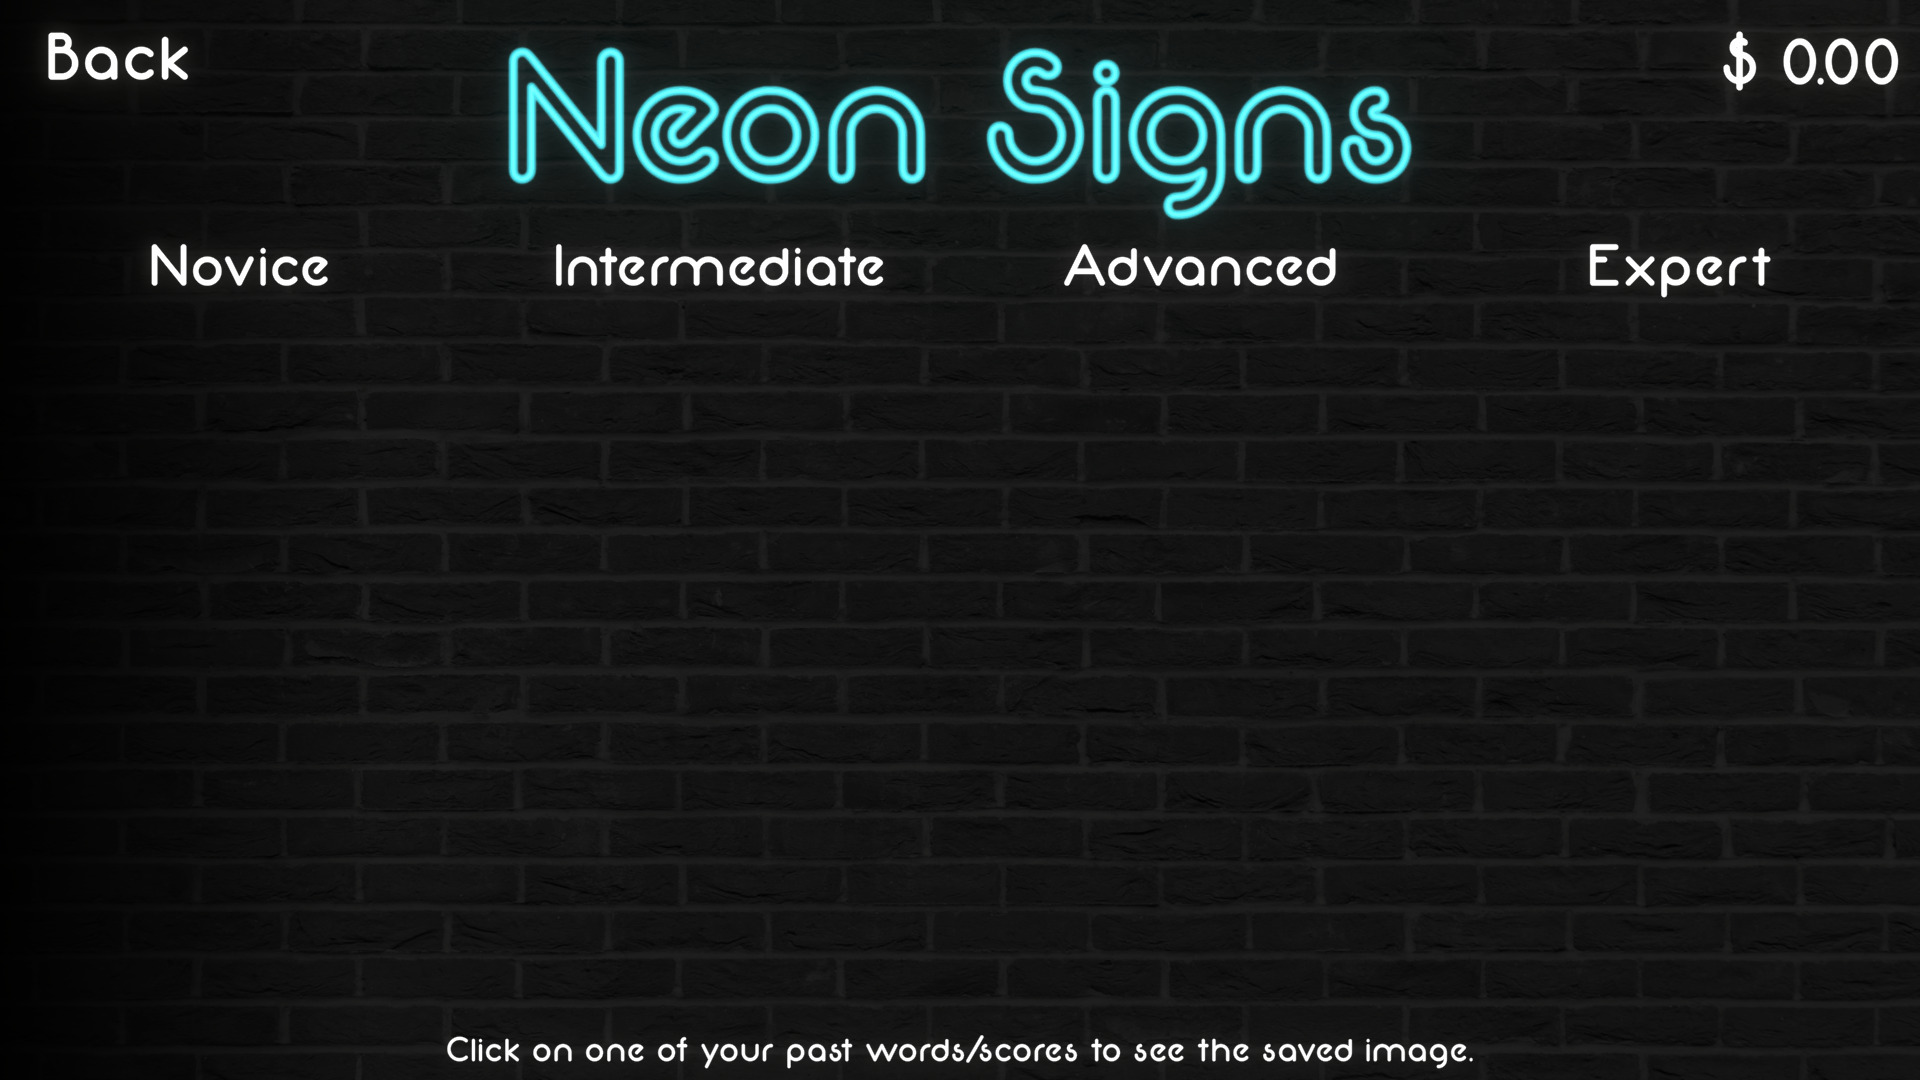 Back
Neon Signs
$ 0.00
Novice
Intermediate
Advanced
Expert
Click on one of your past words/scores to see the saved image.